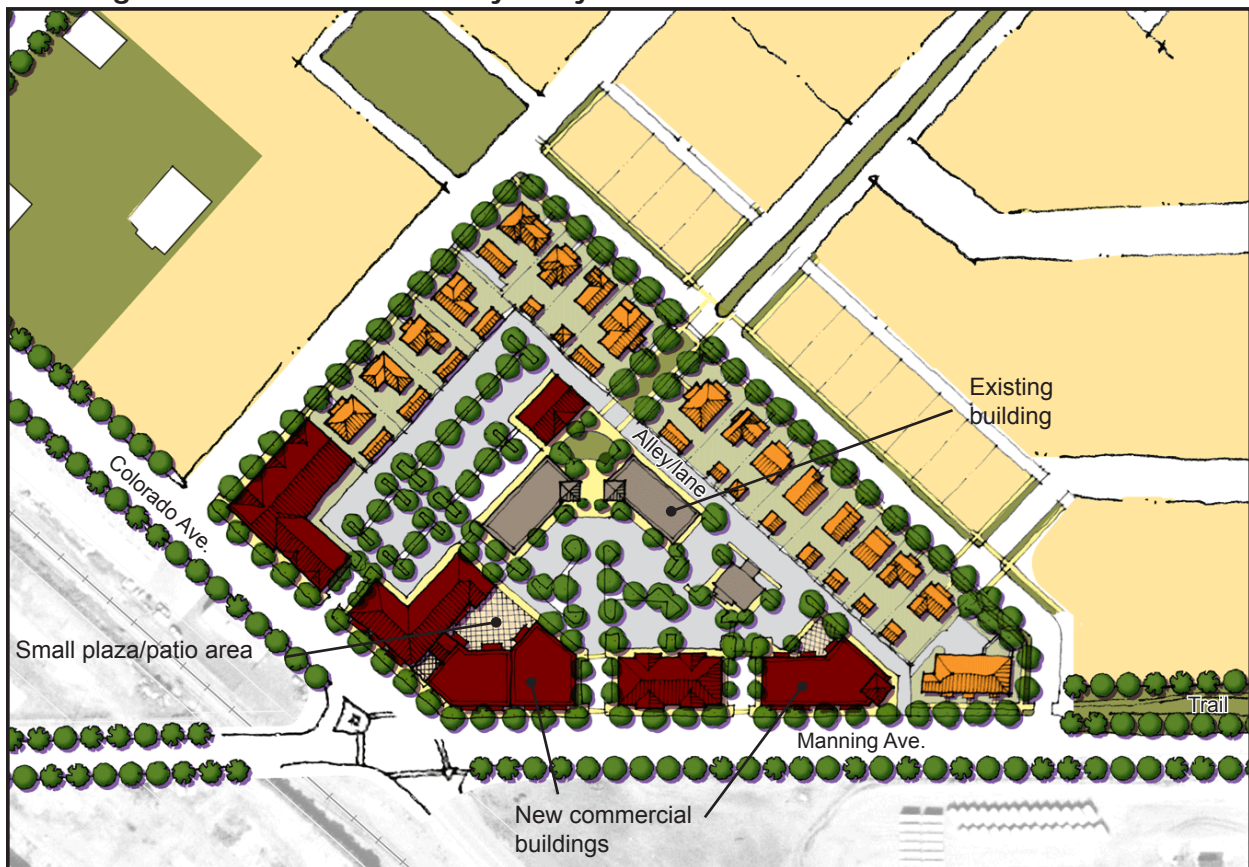 Existing
building
Alley/lane
Colorado Ave.
Small plaza/patio area
Trail
Manning Ave.
New commercial
buildings